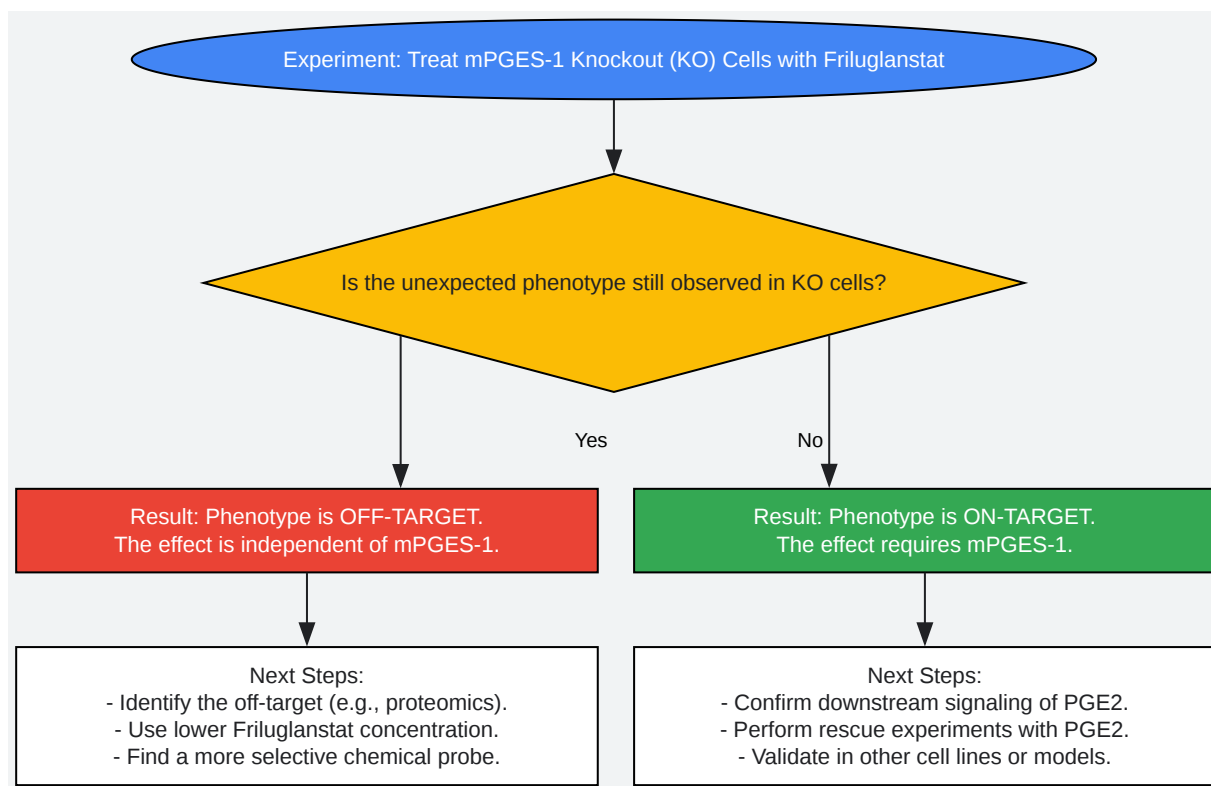 Experiment: Treat mPGES-1 Knockout (KO) Cells with Friluglanstat
Is the unexpected phenotype still observed in KO cells?
Yes
No
Result: Phenotype is OFF-TARGET.
The effect is independent of mPGES-1.
Result: Phenotype is ON-TARGET.
The effect requires mPGES-1.
Next Steps:
- Identify the off-target (e.g., proteomics).
- Use lower Friluglanstat concentration.
- Find a more selective chemical probe.
Next Steps:
- Confirm downstream signaling of PGE2.
- Perform rescue experiments with PGE2.
- Validate in other cell lines or models.